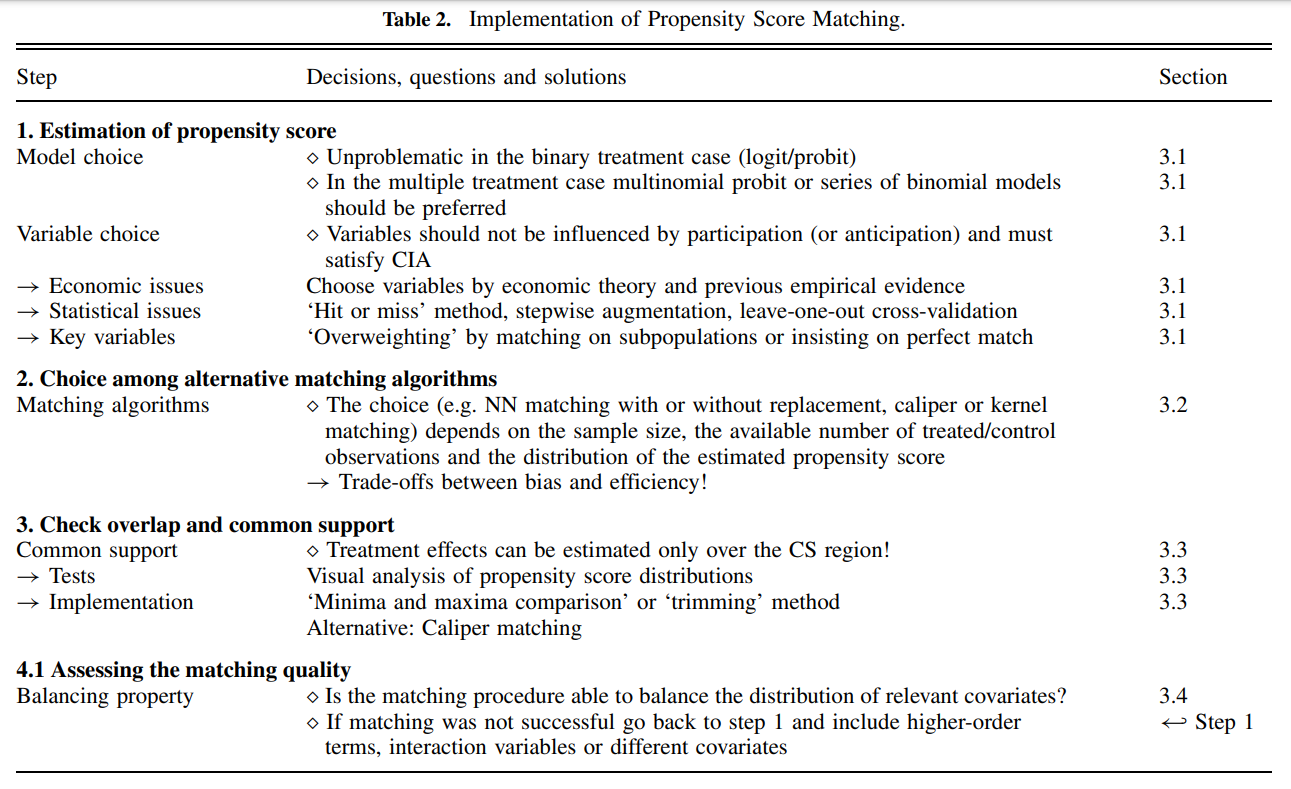 Table 2. Implementation of Propensity Score Matching.
Step Decisions, questions and solutions Section
1. Estimation of propensity score
Model choice ⋄ Unproblematic in the binary treatment case (logit/probit) 3.1
⋄ In the multiple treatment case multinomial probit or series of binomial models 3.1
should be preferred
Variable choice ⋄ Variables should not be influenced by participation (or anticipation) and must 3.1
satisfy CIA
→ Economic issues Choose variables by economic theory and previous empirical evidence 3.1
→ Statistical issues ‘Hit or miss’ method, stepwise augmentation, leave-one-out cross-validation 3.1
→ Key variables ‘Overweighting’ by matching on subpopulations or insisting on perfect match 3.1
2. Choice among alternative matching algorithms
Matching algorithms ⋄ The choice (e.g. NN matching with or without replacement, caliper or kernel 3.2
matching) depends on the sample size, the available number of treated/control
observations and the distribution of the estimated propensity score
→ Trade-offs between bias and efficiency!
3. Check overlap and common support
Common support ⋄ Treatment effects can be estimated only over the CS region! 3.3
→ Tests Visual analysis of propensity score distributions 3.3
→ Implementation ‘Minima and maxima comparison’ or ‘trimming’ method 3.3
Alternative: Caliper matching
4.1 Assessing the matching quality
Balancing property ⋄ Is the matching procedure able to balance the distribution of relevant covariates? 3.4
⋄ If matching was not successful go back to step 1 and include higher-order ↩ Step 1
terms, interaction variables or different covariates